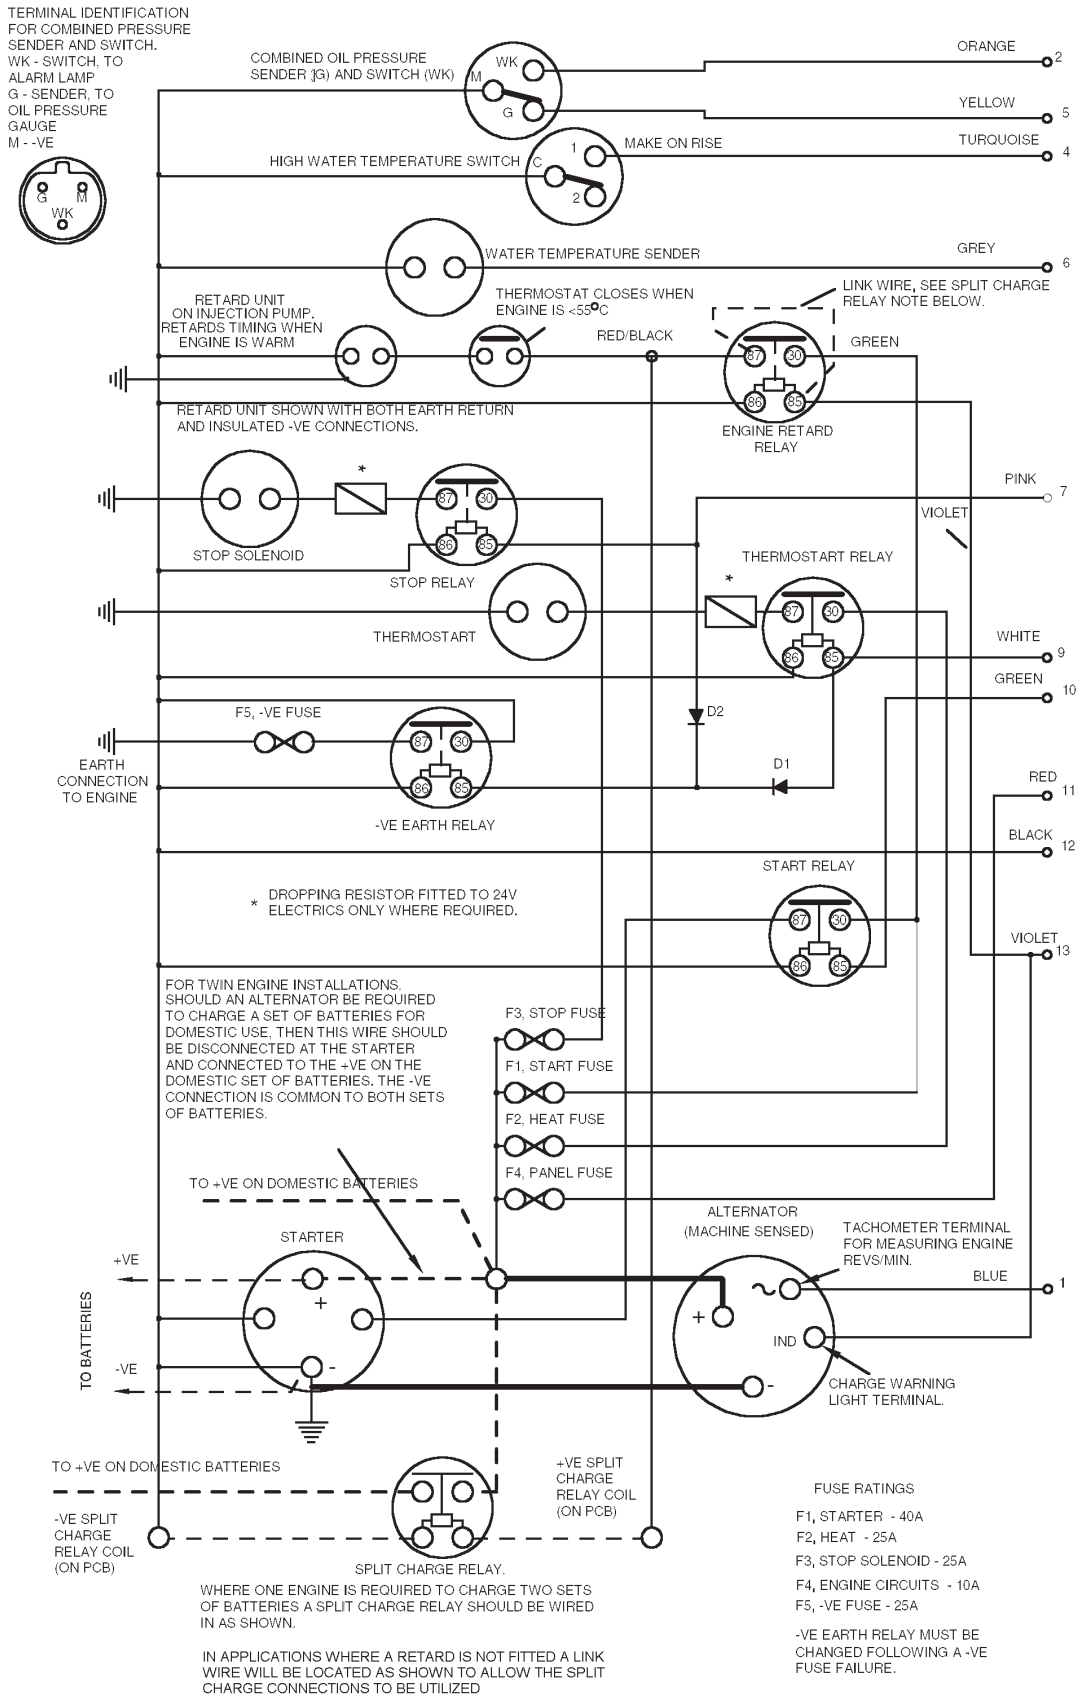 TERMINAL IDENTIFICATION
FOR COMBINED PRESSURE
SENDER AND SWITCH.
WK - SWITCH, TO
ALARM LAMP
G - SENDER, TO
OIL PRESSURE
GAUGE
M - -VE
G
M
WK
COMBINED OIL PRESSURE
SENDER (G) AND SWITCH (WK)
M
WK
G
ORANGE
2
YELLOW
5
HIGH WATER TEMPERATURE SWITCH
C
1
2
MAKE ON RISE
TURQUOISE
4
WATER TEMPERATURE SENDER
GREY
6
RETARD UNIT
ON INJECTION PUMP.
RETARDS TIMING WHEN
ENGINE IS WARM
THERMOSTAT CLOSES WHEN
ENGINE IS <55°C
LINK WIRE, SEE SPLIT CHARGE
RELAY NOTE BELOW.
RED/BLACK
87
30
86
85
GREEN
ENGINE RETARD
RELAY
RETARD UNIT SHOWN WITH BOTH EARTH RETURN
AND INSULATED -VE CONNECTIONS.
*
87
30
86
85
STOP SOLENOID
STOP RELAY
PINK
7
VIOLET
THERMOSTART RELAY
*
87
30
86
85
THERMOSTART
WHITE
9
GREEN
10
F5, -VE FUSE
87
30
86
85
EARTH
CONNECTION
TO ENGINE
-VE EARTH RELAY
D2
D1
RED
11
BLACK
12
START RELAY
87
30
86
85
VIOLET
13
* DROPPING RESISTOR FITTED TO 24V
ELECTRICS ONLY WHERE REQUIRED.
FOR TWIN ENGINE INSTALLATIONS.
SHOULD AN ALTERNATOR BE REQUIRED
TO CHARGE A SET OF BATTERIES FOR
DOMESTIC USE, THEN THIS WIRE SHOULD
BE DISCONNECTED AT THE STARTER
AND CONNECTED TO THE +VE ON THE
DOMESTIC SET OF BATTERIES. THE -VE
CONNECTION IS COMMON TO BOTH SETS
OF BATTERIES.
F3, STOP FUSE
F1, START FUSE
F2, HEAT FUSE
F4, PANEL FUSE
TO +VE ON DOMESTIC BATTERIES
STARTER
+VE
+
-VE
-
TO BATTERIES
ALTERNATOR
(MACHINE SENSED)
TACHOMETER TERMINAL
FOR MEASURING ENGINE
REVS/MIN.
BLUE
1
+
IND
-
CHARGE WARNING
LIGHT TERMINAL.
TO +VE ON DOMESTIC BATTERIES
-VE SPLIT
CHARGE
RELAY COIL
(ON PCB)
+VE SPLIT
CHARGE
RELAY COIL
(ON PCB)
SPLIT CHARGE RELAY.
WHERE ONE ENGINE IS REQUIRED TO CHARGE TWO SETS
OF BATTERIES A SPLIT CHARGE RELAY SHOULD BE WIRED
IN AS SHOWN.
IN APPLICATIONS WHERE A RETARD IS NOT FITTED A LINK
WIRE WILL BE LOCATED AS SHOWN TO ALLOW THE SPLIT
CHARGE CONNECTIONS TO BE UTILIZED
FUSE RATINGS
F1, STARTER - 40A
F2, HEAT - 25A
F3, STOP SOLENOID - 25A
F4, ENGINE CIRCUITS - 10A
F5, -VE FUSE - 25A
-VE EARTH RELAY MUST BE
CHANGED FOLLOWING A -VE
FUSE FAILURE.